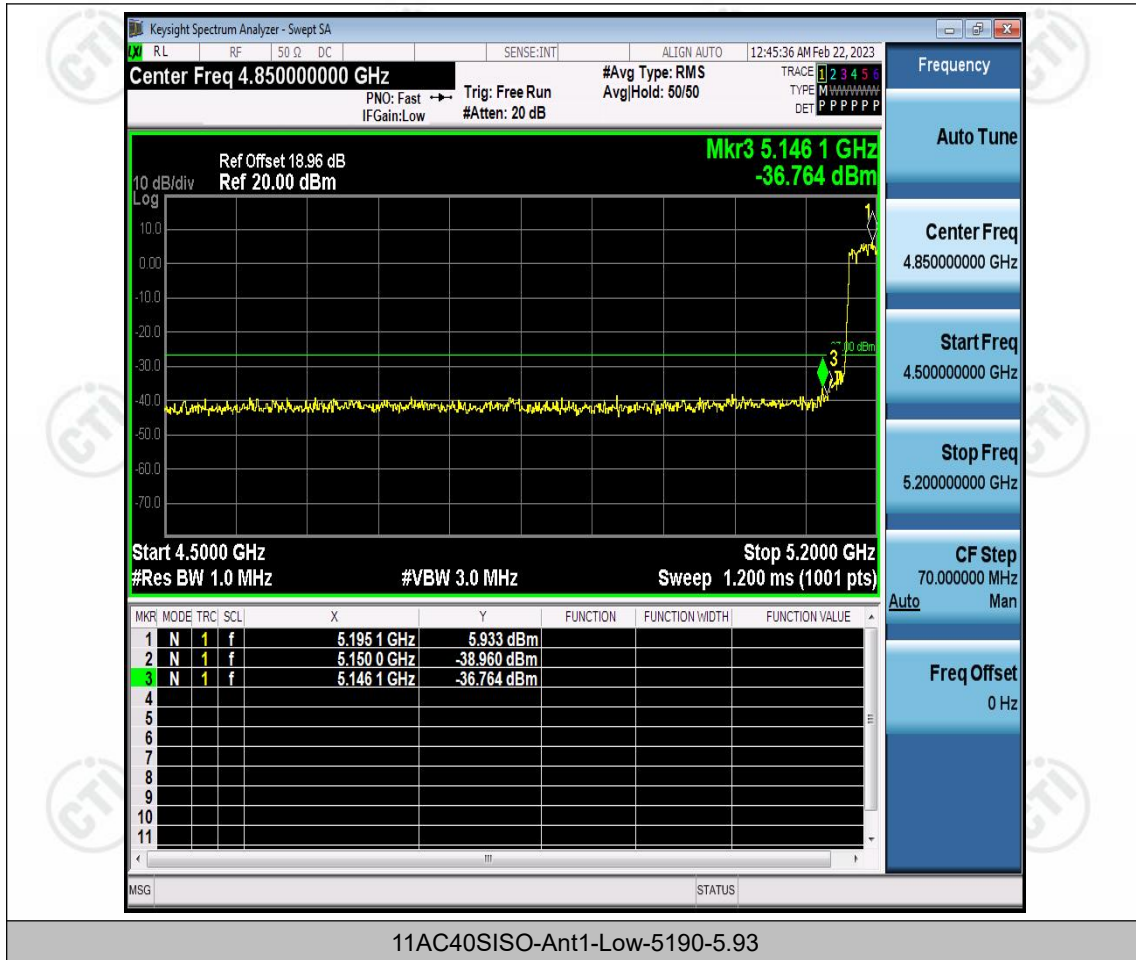 Keysight Spectrum Analyzer - Swept SA
LXI RL RF 50 Ω DC SENSE:INT ALIGN AUTO 12:45:36 AM Feb 22, 2023
Center Freq 4.850000000 GHz
PNO: Fast
IFGain:Low
Trig: Free Run
#Atten: 20 dB
#Avg Type: RMS
Avg|Hold: 50/50
TRACE 1 2 3 4 5 6
TYPE M WWWWW
DET P P P P P P
Mkr3 5.146 1 GHz
-36.764 dBm
Ref Offset 18.96 dB
10 dB/div Ref 20.00 dBm
Log
10.0
0.00
-10.0
-20.0
-30.0
-40.0
-50.0
-60.0
-70.0
1
3
Start 4.5000 GHz Stop 5.2000 GHz
#Res BW 1.0 MHz #VBW 3.0 MHz Sweep 1.200 ms (1001 pts)
MKR MODE TRC SCL X Y FUNCTION FUNCTION WIDTH FUNCTION VALUE
1 N 1 f 5.195 1 GHz 5.933 dBm
2 N 1 f 5.150 0 GHz -38.960 dBm
3 N 1 f 5.146 1 GHz -36.764 dBm
4
5
6
7
8
9
10
11
MSG STATUS
Frequency
Auto Tune
Center Freq
4.850000000 GHz
Start Freq
4.500000000 GHz
Stop Freq
5.200000000 GHz
CF Step
70.000000 MHz
Auto Man
Freq Offset
0 Hz
11AC40SISO-Ant1-Low-5190-5.93
CTI
CTI
CTI
CTI
CTI
CTI